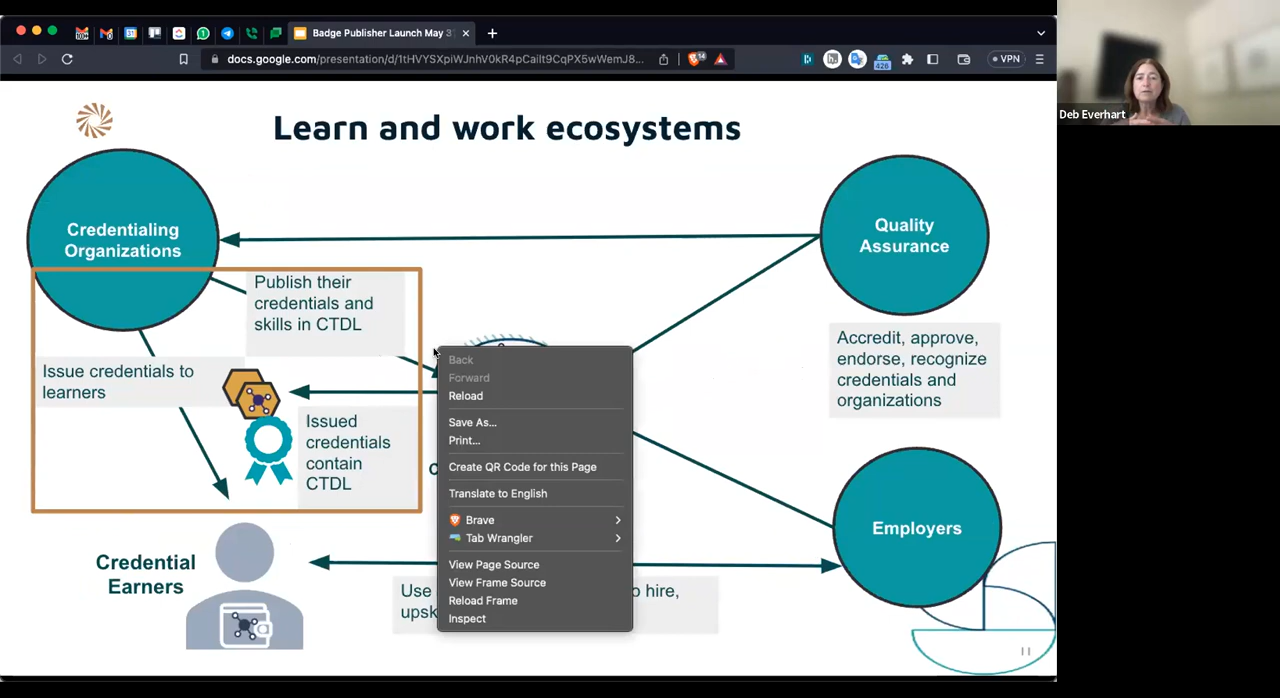 Badge Publisher Launch May 3
docs.google.com/presentation/d/1tHVYSXpiWJnhV0kR4pCailt9CqPX5wWemJ8...
14
426
VPN
Deb Everhart
Learn and work ecosystems
Credentialing
Organizations
Quality
Assurance
Publish their
credentials and
skills in CTDL
Accredit, approve,
endorse, recognize
credentials and
organizations
Issue credentials to
learners
Issued
credentials
contain
CTDL
Back
Forward
Reload
Save As...
Print...
Create QR Code for this Page
Translate to English
Brave
Tab Wrangler
View Page Source
View Frame Source
Reload Frame
Inspect
Employers
Credential
Earners
Use
o hire,
upsk